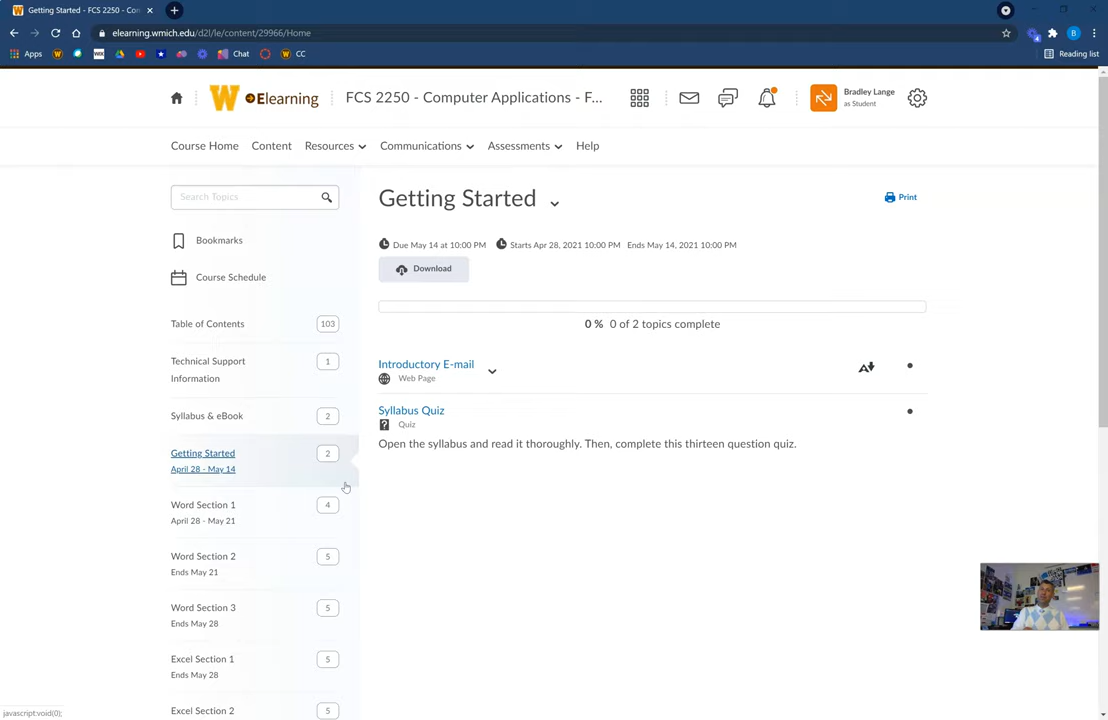 Getting Started - FCS 2250 - Con
elearning.wmich.edu/d2l/le/content/29966/Home
Apps
Chat
CC
Reading list
W Elearning
FCS 2250 - Computer Applications - F...
Bradley Lange
as Student
Course Home
Content
Resources
Communications
Assessments
Help
Search Topics
Bookmarks
Course Schedule
Table of Contents
103
Technical Support
Information
1
Syllabus & eBook
2
Getting Started
2
April 28 - May 14
Word Section 1
4
April 28 - May 21
Word Section 2
5
Ends May 21
Word Section 3
5
Ends May 28
Excel Section 1
5
Ends May 28
Excel Section 2
5
Getting Started
Print
Due May 14 at 10:00 PM
Starts Apr 28, 2021 10:00 PM Ends May 14, 2021 10:00 PM
Download
0 % 0 of 2 topics complete
Introductory E-mail
Web Page
Syllabus Quiz
Quiz
Open the syllabus and read it thoroughly. Then, complete this thirteen question quiz.
javascript:void(0);